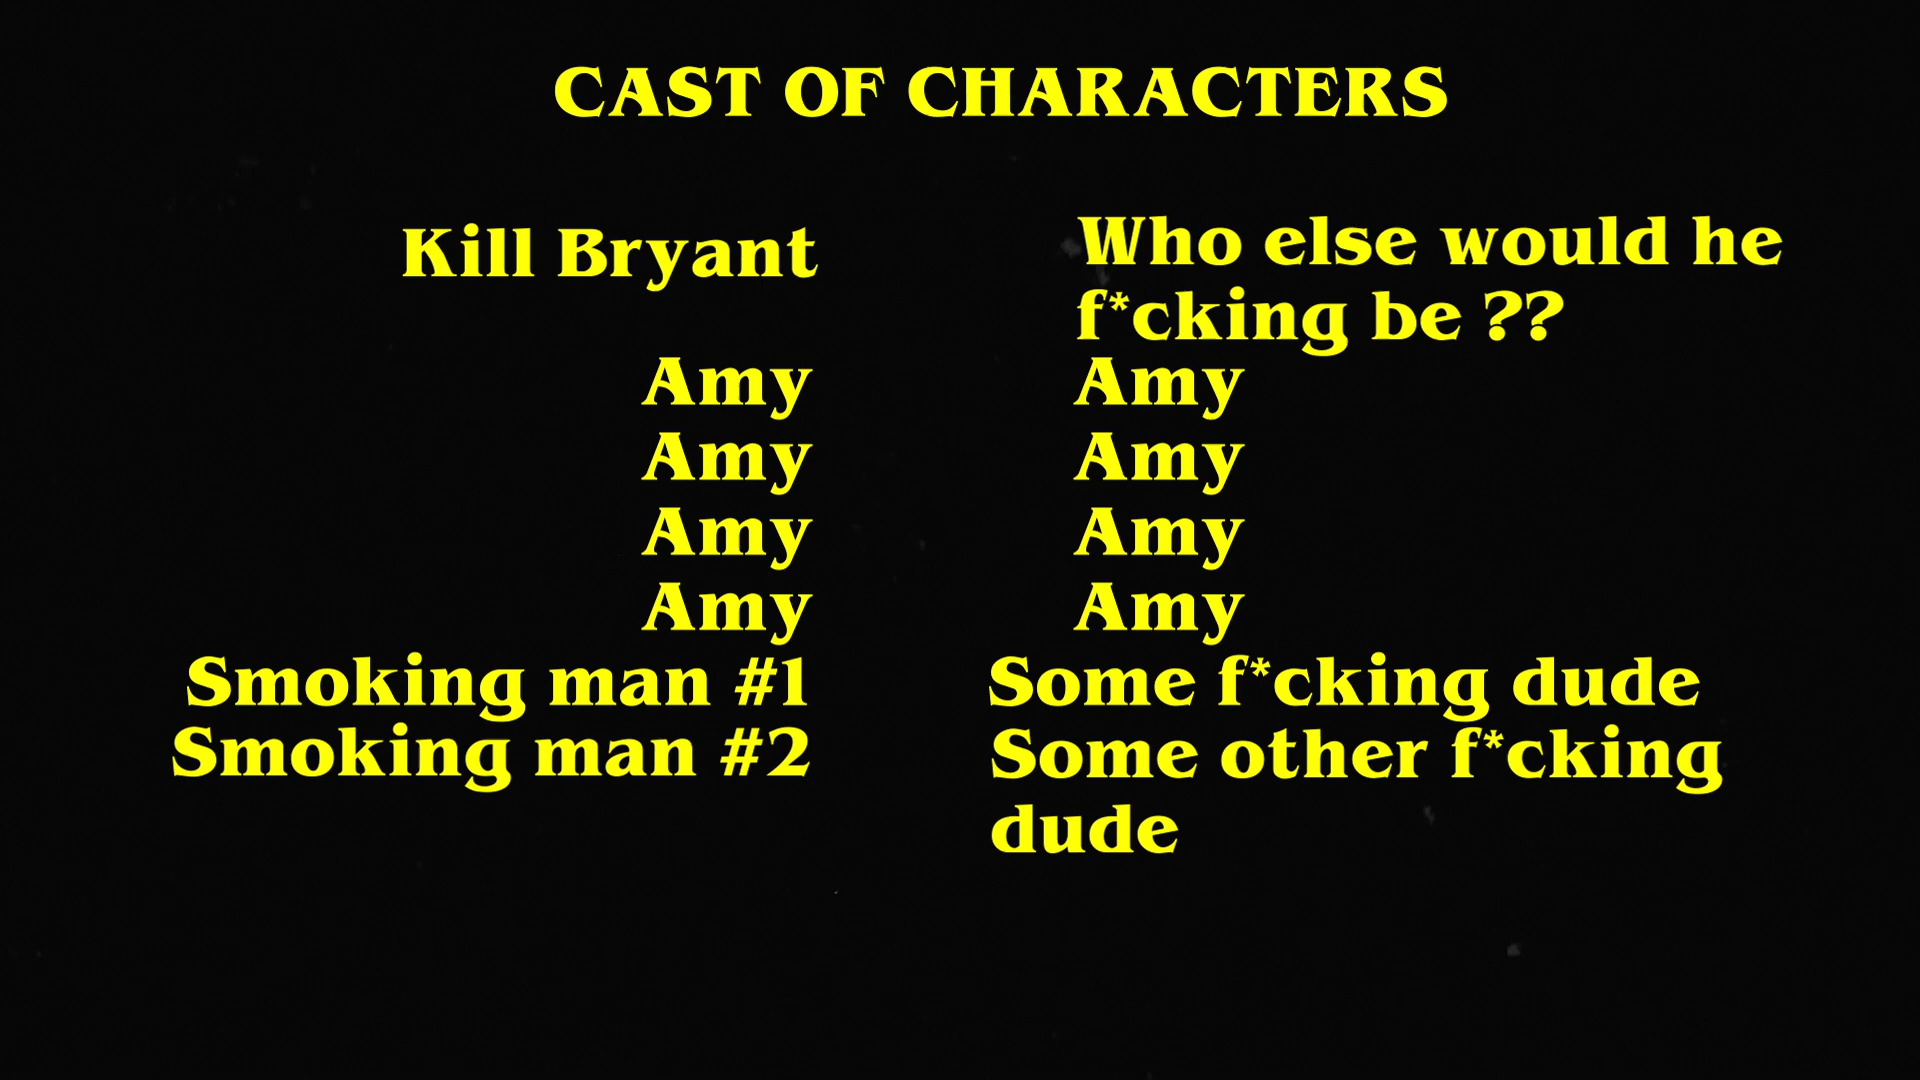 CAST OF CHARACTERS
Kill Bryant
Who else would he
f*cking be ??
Amy Amy
Amy Amy
Amy Amy
Amy Amy
Smoking man #1 Some f*cking dude
Smoking man #2 Some other f*cking
dude